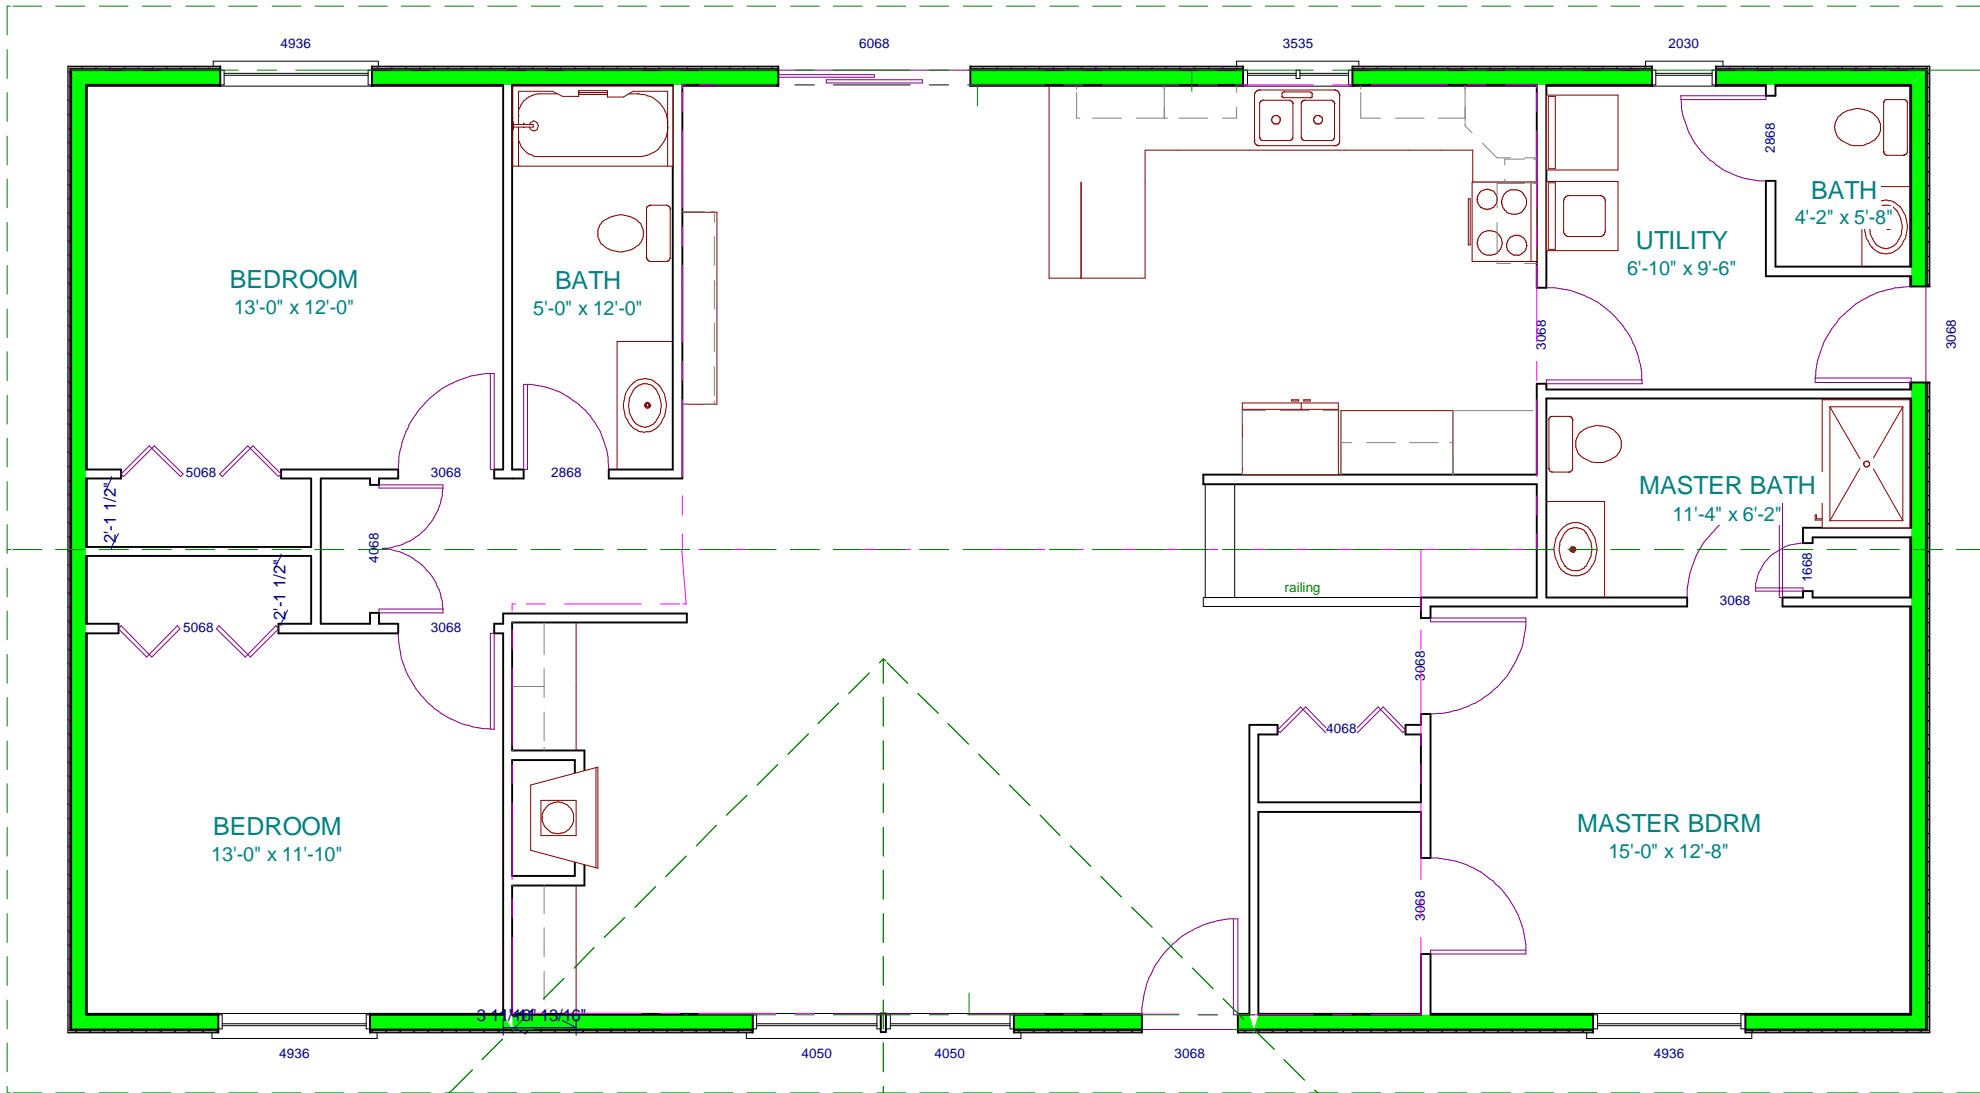 4936
6068
3535
2030
2868
BATH
4'-2" x 5'-8"
UTILITY
6'-10" x 9'-6"
BEDROOM
13'-0" x 12'-0"
BATH
5'-0" x 12'-0"
3068
3068
5068
3068
2868
2'-1 1/2"
MASTER BATH
11'-4" x 6'-2"
4068
1668
2'-1 1/2"
railing
3068
5068
3068
3068
4068
BEDROOM
13'-0" x 11'-10"
MASTER BDRM
15'-0" x 12'-8"
3068
4936
4050
4050
3068
4936